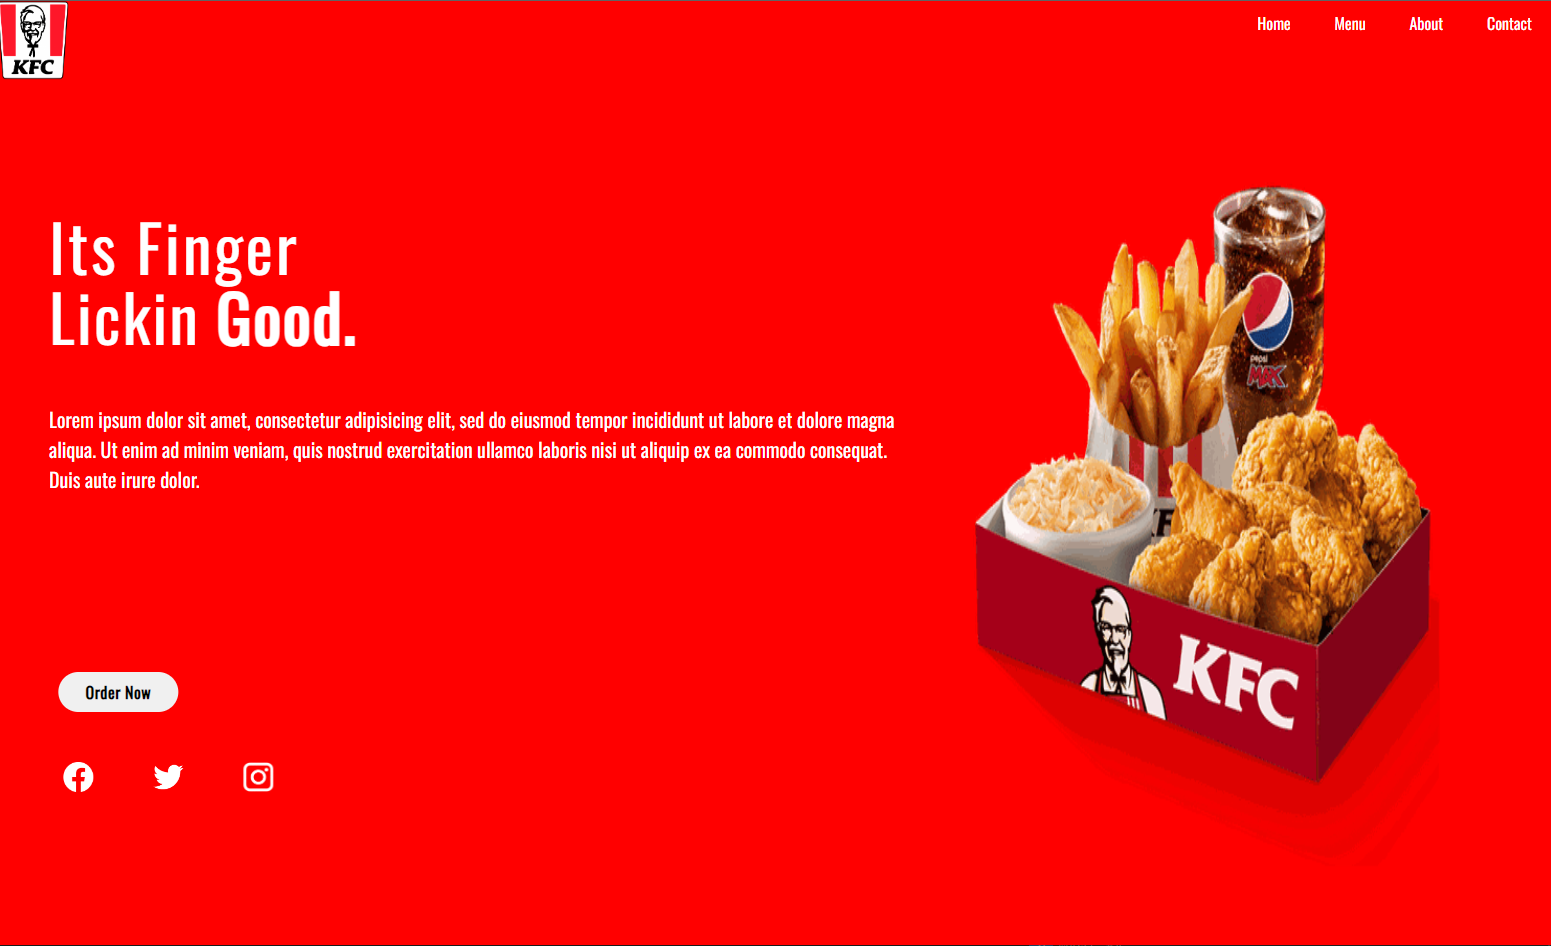 KFC
Home Menu About Contact
Its Finger
Lickin Good.
Lorem ipsum dolor sit amet, consectetur adipisicing elit, sed do eiusmod tempor incididunt ut labore et dolore magna
aliqua. Ut enim ad minim veniam, quis nostrud exercitation ullamco laboris nisi ut aliquip ex ea commodo consequat.
Duis aute irure dolor.
pepsi
MAX
KF
KFC
Order Now